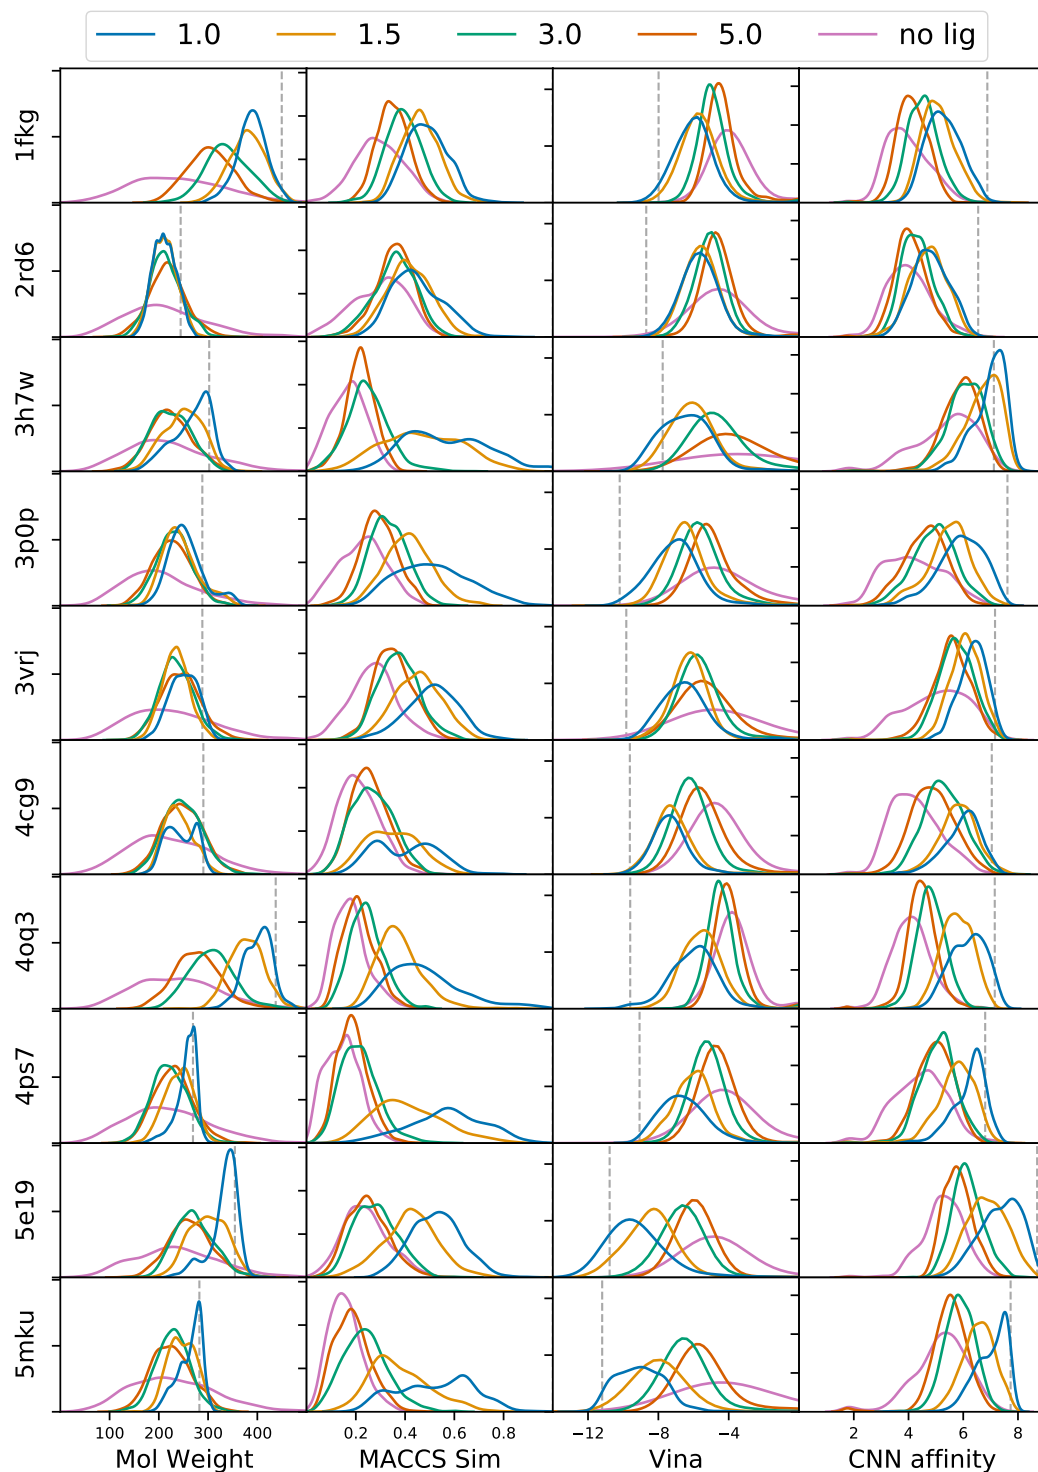 1.0 1.5 3.0 5.0 no lig
1fkg
2rd6
3h7w
3p0p
3vrj
4cg9
4oq3
4ps7
5e19
5mku
100 200 300 400 0.2 0.4 0.6 0.8 −12 −8 −4 2 4 6 8
Mol Weight MACCS Sim Vina CNN affinity